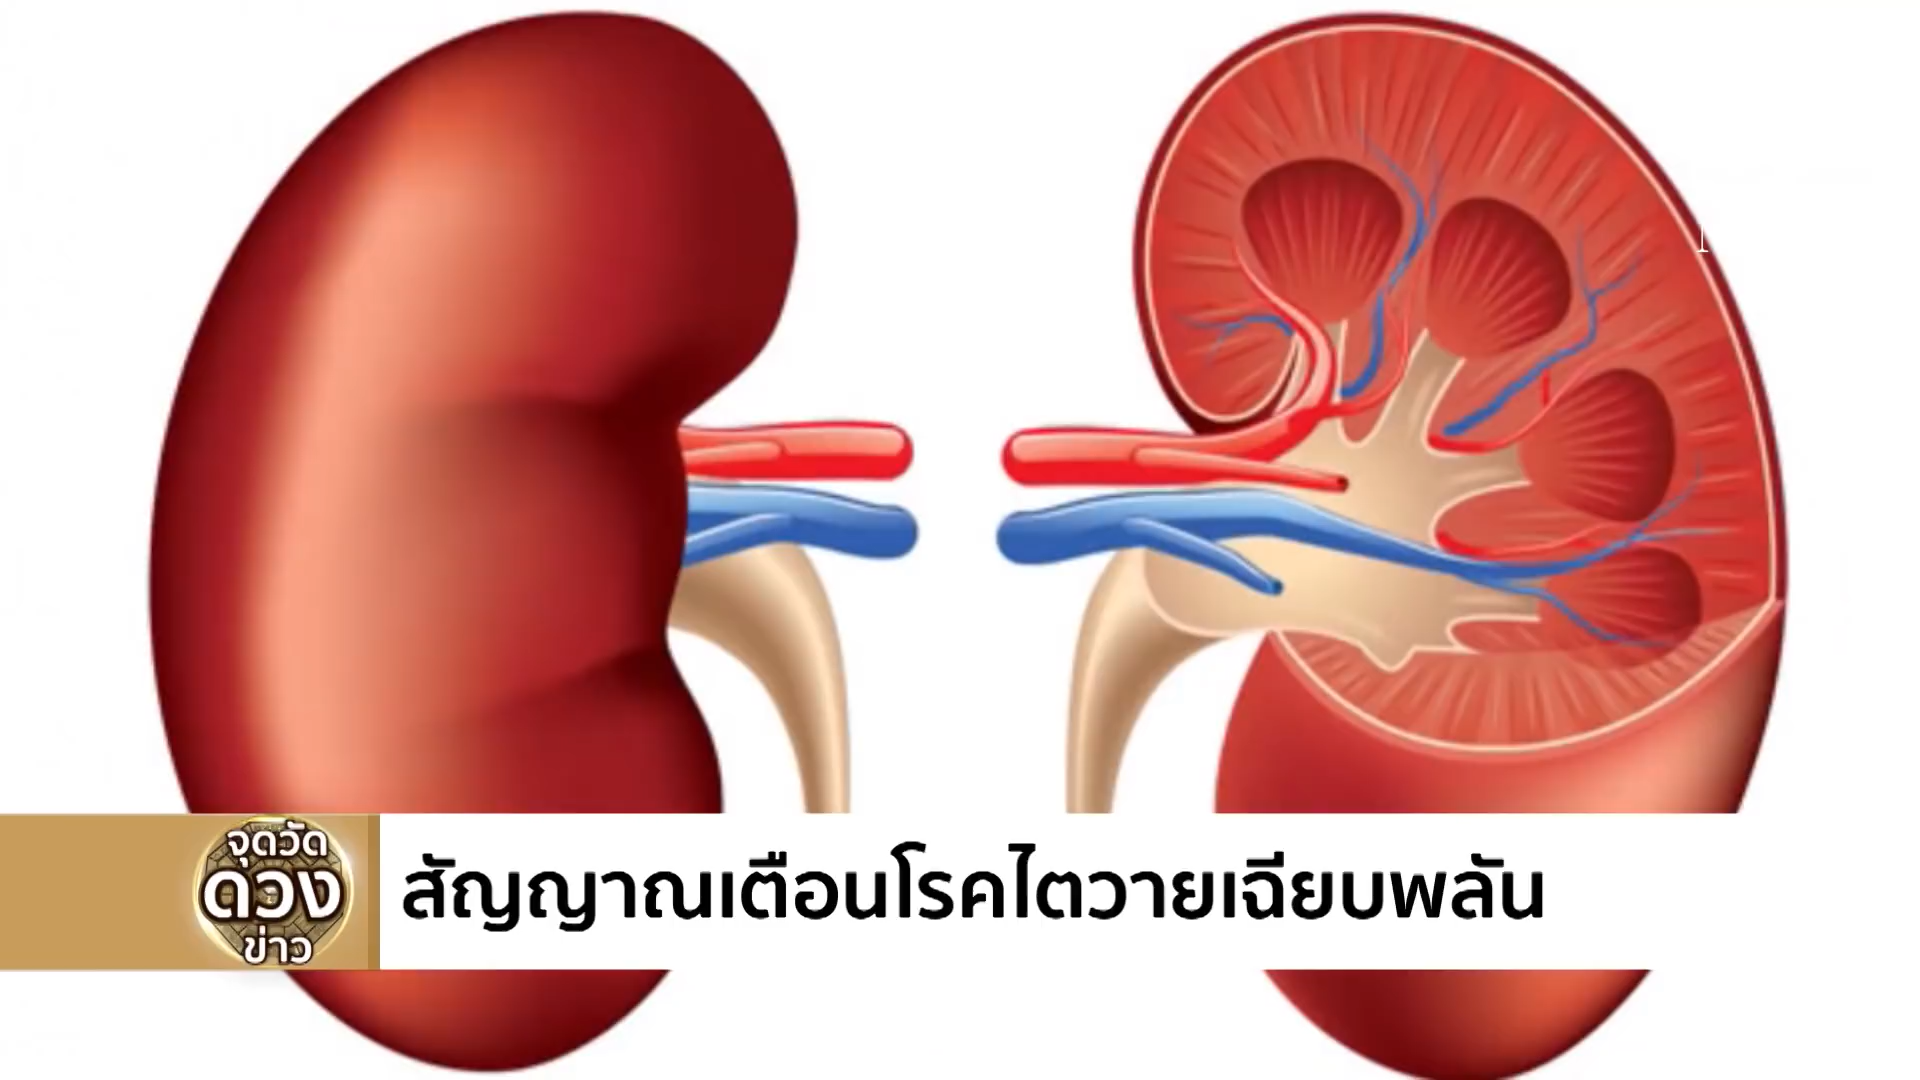 จุดวัด
ดวง
ข่าว
สัญญาณเตือนโรคไตวายเฉียบพลัน